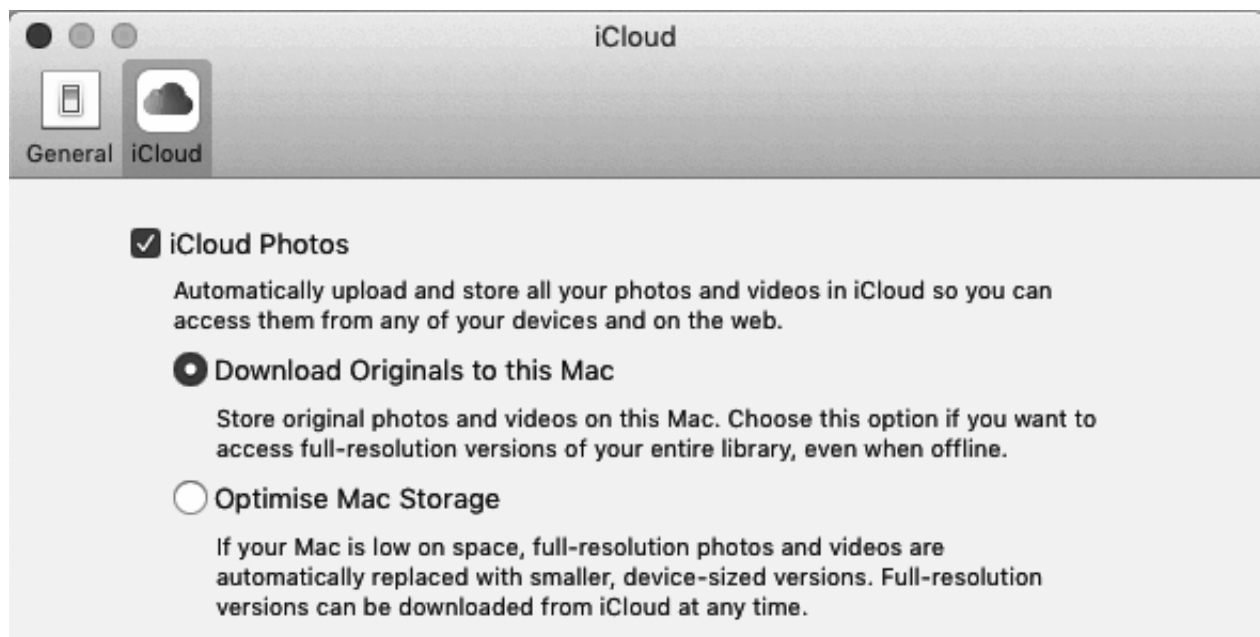 iCloud
General iCloud
iCloud Photos
Automatically upload and store all your photos and videos in iCloud so you can
access them from any of your devices and on the web.
Download Originals to this Mac
Store original photos and videos on this Mac. Choose this option if you want to
access full-resolution versions of your entire library, even when offline.
Optimise Mac Storage
If your Mac is low on space, full-resolution photos and videos are
automatically replaced with smaller, device-sized versions. Full-resolution
versions can be downloaded from iCloud at any time.